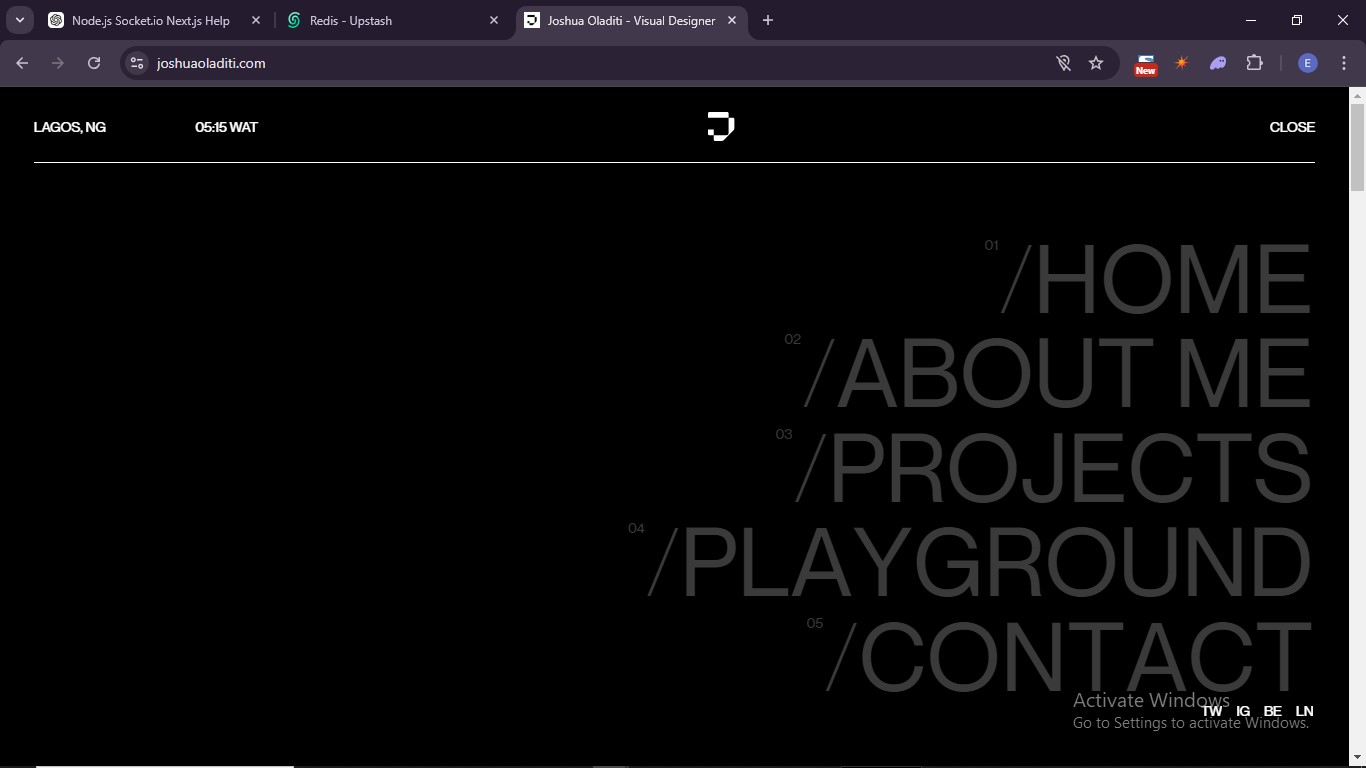 Node.js Socket.io Next.js Help
Redis - Upstash
Joshua Oladiti - Visual Designer
joshuaoladiti.com
New
E
LAGOS, NG
05:15 WAT
CLOSE
01
/HOME
02
/ABOUT ME
03
/PROJECTS
04
/PLAYGROUND
05
/CONTACT
Activate Windows
TW IG BE LN
Go to Settings to activate Windows.